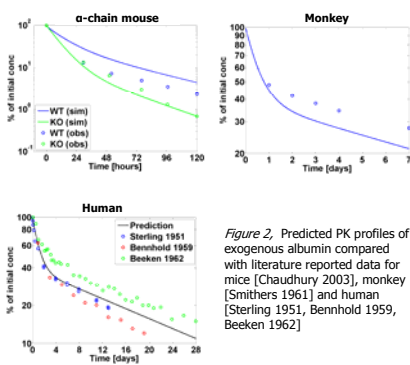 α-chain mouse
% of initial conc
10²
10¹
10⁰
10⁻¹
WT (sim)
KO (sim)
WT (obs)
KO (obs)
0 24 48 72 96 120
Time [hours]
Monkey
% of initial conc
100
90
80
70
60
50
40
30
20
0 1 2 3 4 5 6 7
Time [days]
Human
% of initial conc
100
80
60
40
20
10
Prediction
Sterling 1951
Bennhold 1959
Beeken 1962
0 4 8 12 16 20 24 28
Time [days]
Figure 2, Predicted PK profiles of
exogenous albumin compared
with literature reported data for
mice [Chaudhury 2003], monkey
[Smithers 1961] and human
[Sterling 1951, Bennhold 1959,
Beeken 1962]